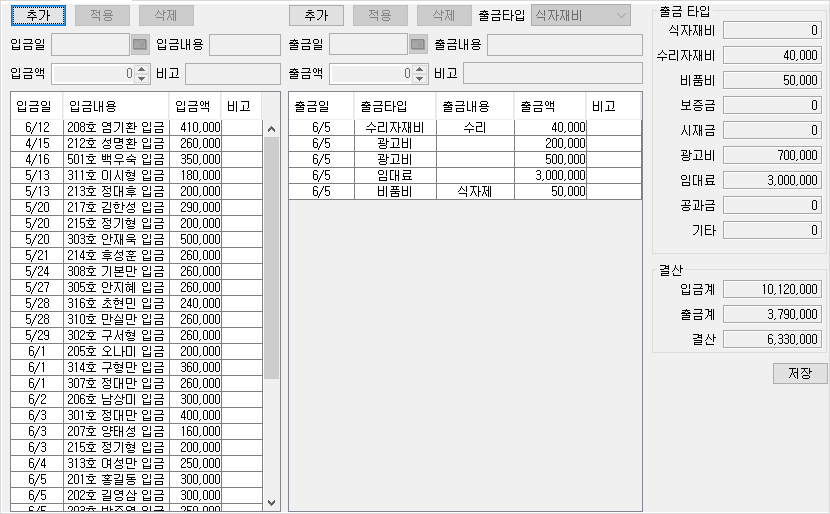 추가 적용 삭제
입금일 입금내용
입금액 0 비고
입금일 입금내용 입금액 비고
6/12 208호 염기환 입금 410,000
4/15 212호 성명환 입금 260,000
4/16 501호 백우숙 입금 350,000
5/13 311호 이시형 입금 180,000
5/13 213호 정대후 입금 200,000
5/20 217호 김한성 입금 290,000
5/20 215호 정기형 입금 200,000
5/20 303호 안재욱 입금 500,000
5/21 214호 후성훈 입금 260,000
5/24 308호 기본만 입금 260,000
5/27 305호 안지혜 입금 260,000
5/28 316호 초현민 입금 240,000
5/28 310호 만실만 입금 260,000
5/29 302호 구서형 입금 260,000
6/1 205호 오나미 입금 200,000
6/1 314호 구형만 입금 360,000
6/1 307호 정대만 입금 260,000
6/2 206호 남상미 입금 300,000
6/3 301호 정대만 입금 400,000
6/3 207호 양태성 입금 160,000
6/3 215호 정기형 입금 200,000
6/4 313호 여성만 입금 250,000
6/5 201호 홍길동 입금 300,000
6/5 202호 길영삼 입금 300,000
추가 적용 삭제 출금타입 식자재비
출금일 출금내용
출금액 0 비고
출금일 출금타입 출금내용 출금액 비고
6/5 수리자재비 수리 40,000
6/5 광고비 200,000
6/5 광고비 500,000
6/5 임대료 3,000,000
6/5 비품비 식자제 50,000
출금 타입
식자재비 0
수리자재비 40,000
비품비 50,000
보증금 0
시재금 0
광고비 700,000
임대료 3,000,000
공과금 0
기타 0
결산
입금계 10,120,000
출금계 3,790,000
결산 6,330,000
저장